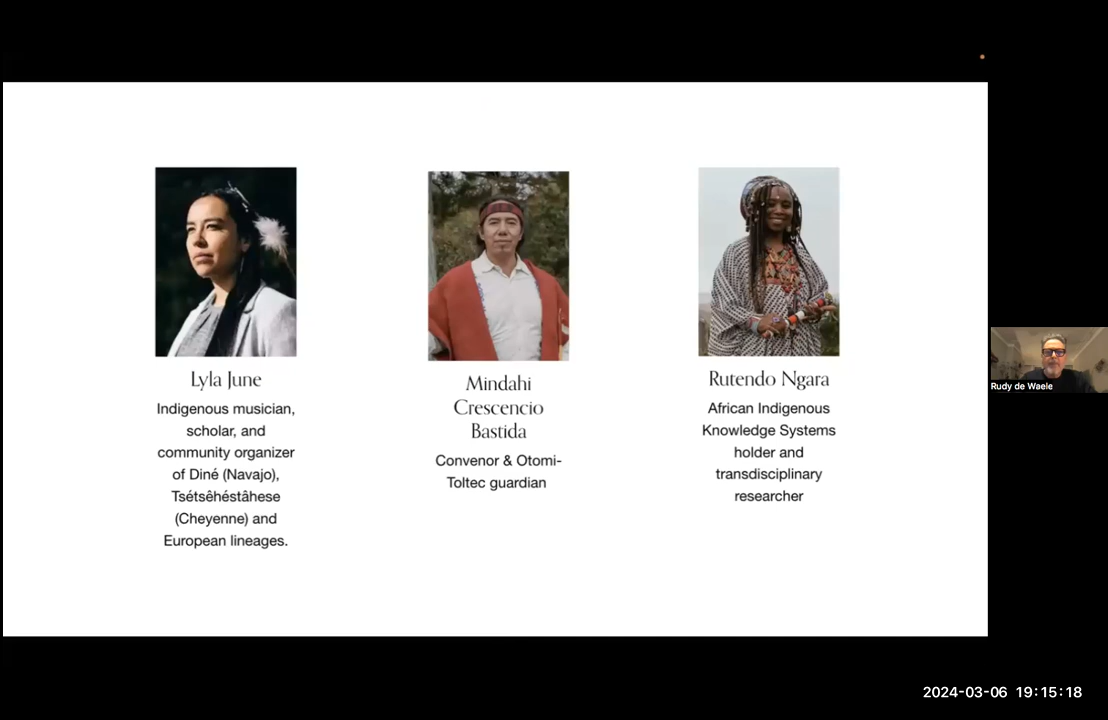 Lyla June
Indigenous musician,
scholar, and
community organizer
of Diné (Navajo),
Tsétsêhéstâhese
(Cheyenne) and
European lineages.
Mindahi
Crescencio
Bastida
Convenor & Otomi-
Toltec guardian
Rutendo Ngara
African Indigenous
Knowledge Systems
holder and
transdisciplinary
researcher
Rudy de Waele
2024-03-06 19:15:18